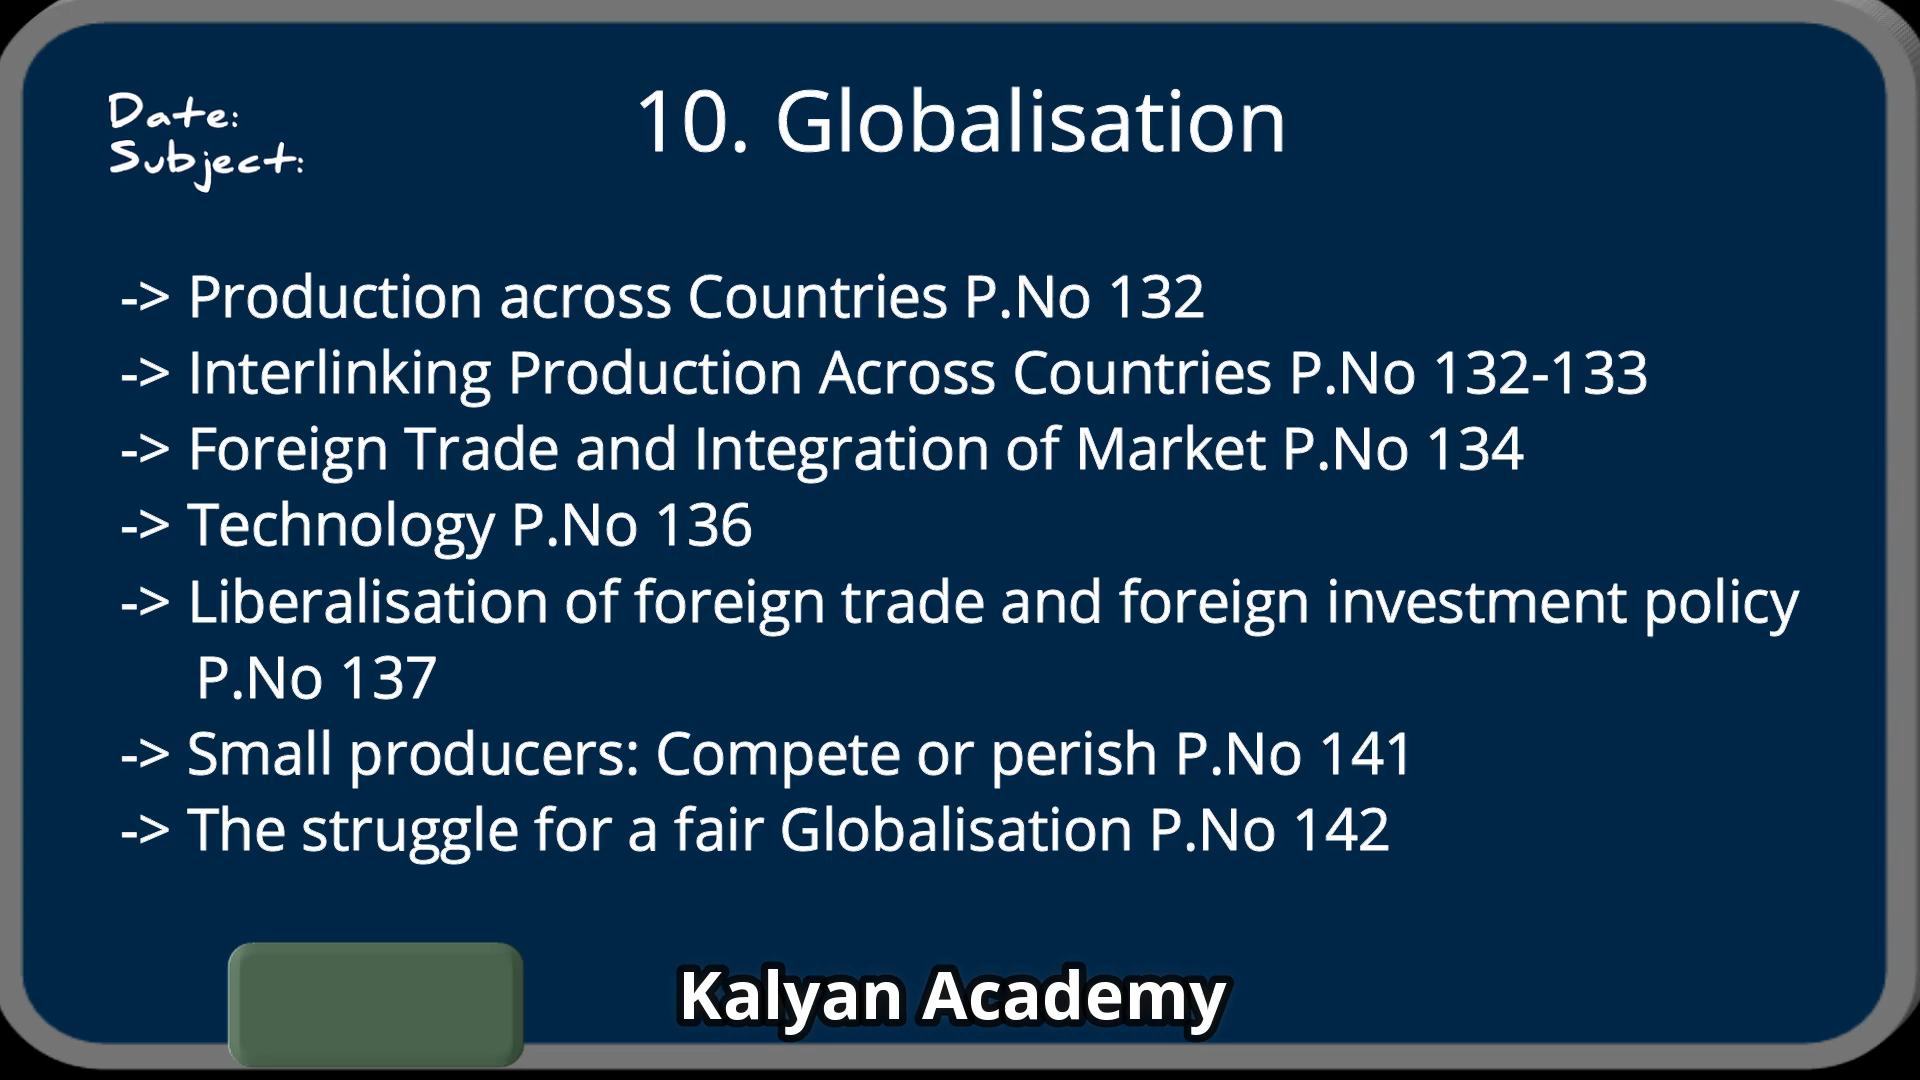 Date:
Subject:
10. Globalisation
-> Production across Countries P.No 132
-> Interlinking Production Across Countries P.No 132-133
-> Foreign Trade and Integration of Market P.No 134
-> Technology P.No 136
-> Liberalisation of foreign trade and foreign investment policy
P.No 137
-> Small producers: Compete or perish P.No 141
-> The struggle for a fair Globalisation P.No 142
Kalyan Academy